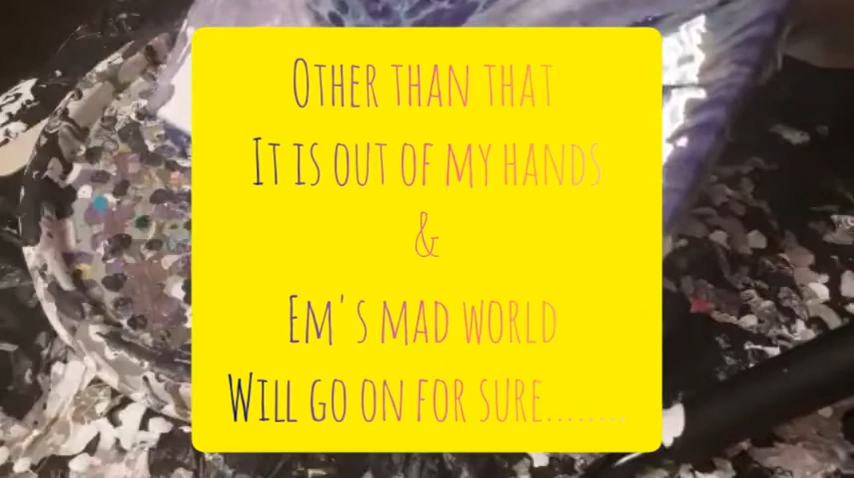 Other than that
It is out of my hands
&
Em's mad world
Will go on for sure........